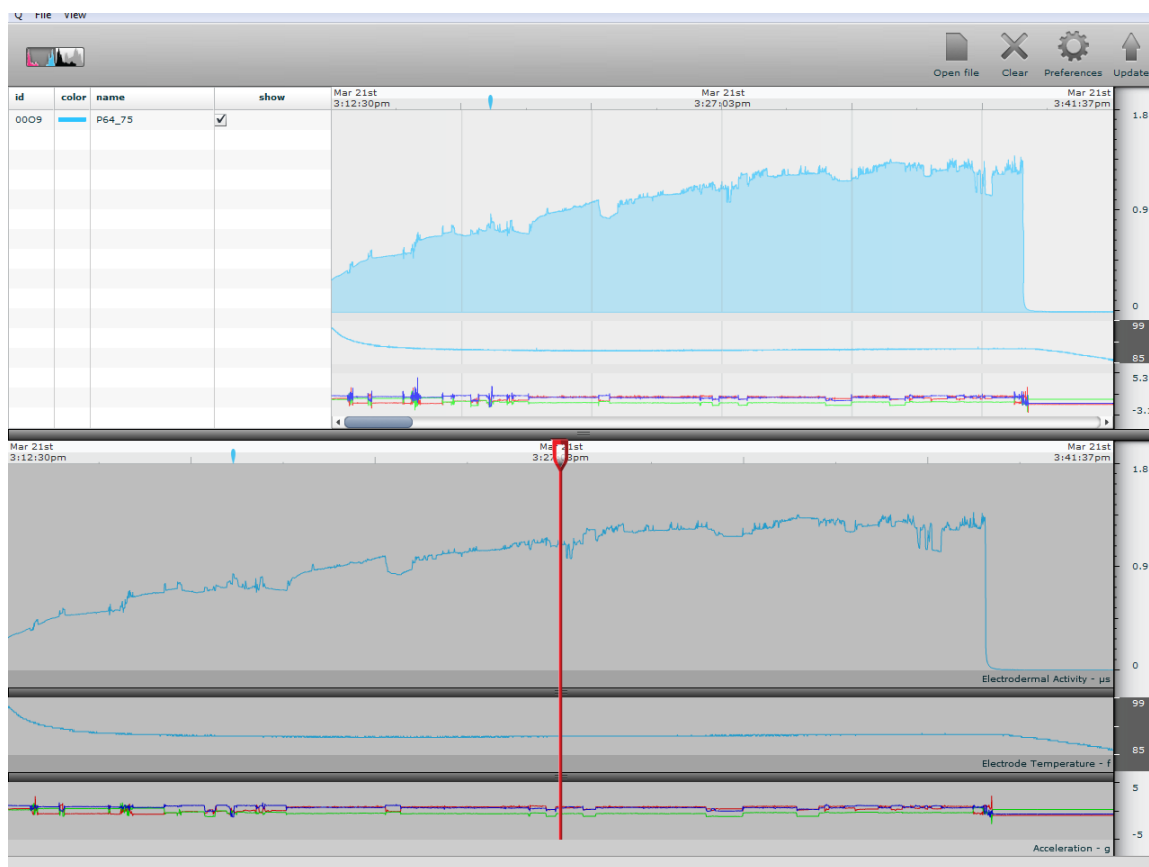 Q File View
Open file Clear Preferences Update
id color name show
Mar 21st Mar 21st Mar 21st
3:12:30pm 3:27:03pm 3:41:37pm
0009 P64_75
1.8
0.9
0
99
85
5.3
Mar 21st Mar 21st
3:12:30pm 3:41:37pm
1.8
0.9
0
Electrodermal Activity - µs
99
85
Electrode Temperature - f
5
-5
Acceleration - g